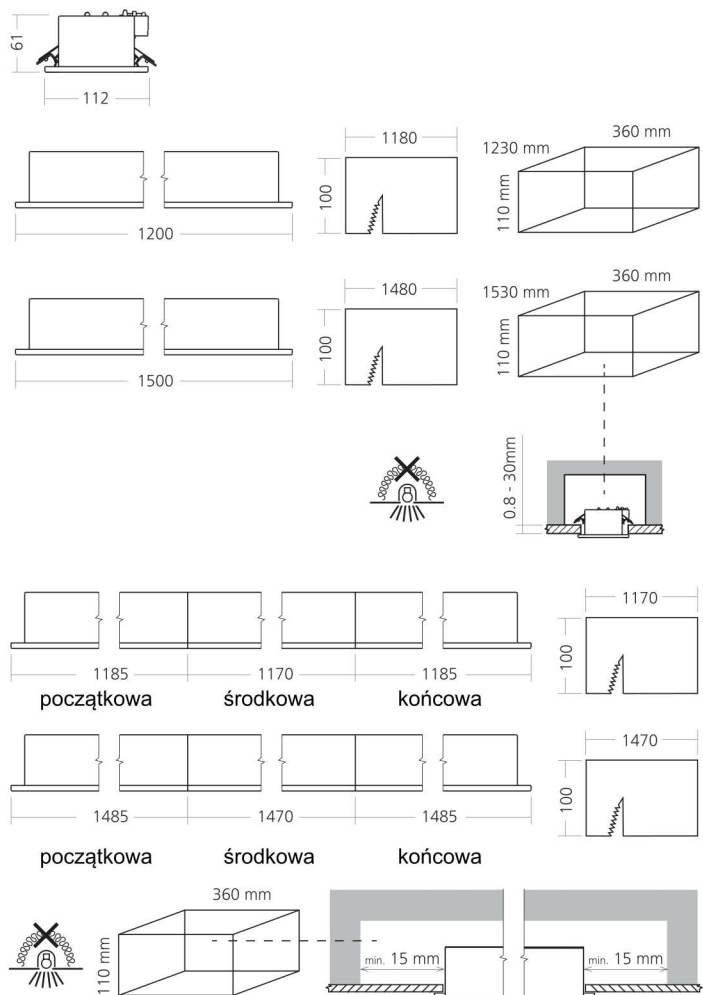 61
112
1200
1180
100
1230 mm
360 mm
110 mm
1500
1480
100
1530 mm
360 mm
110 mm
0.8 - 30mm
1185
1170
1185
początkowa
środkowa
końcowa
1170
100
1485
1470
1485
początkowa
środkowa
końcowa
1470
100
360 mm
110 mm
min. 15 mm
min. 15 mm